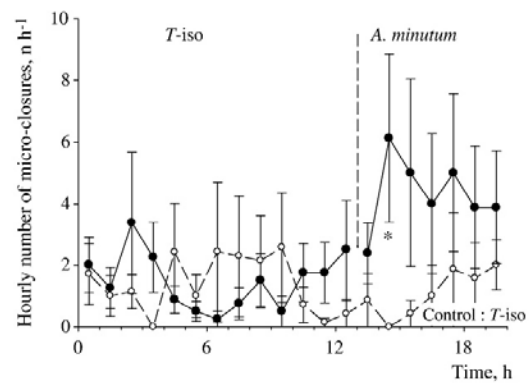 Hourly number of micro-closures, n h⁻¹
10
8
6
4
2
0
T-iso
A. minutum
*
Control : T-iso
0 6 12 18
Time, h